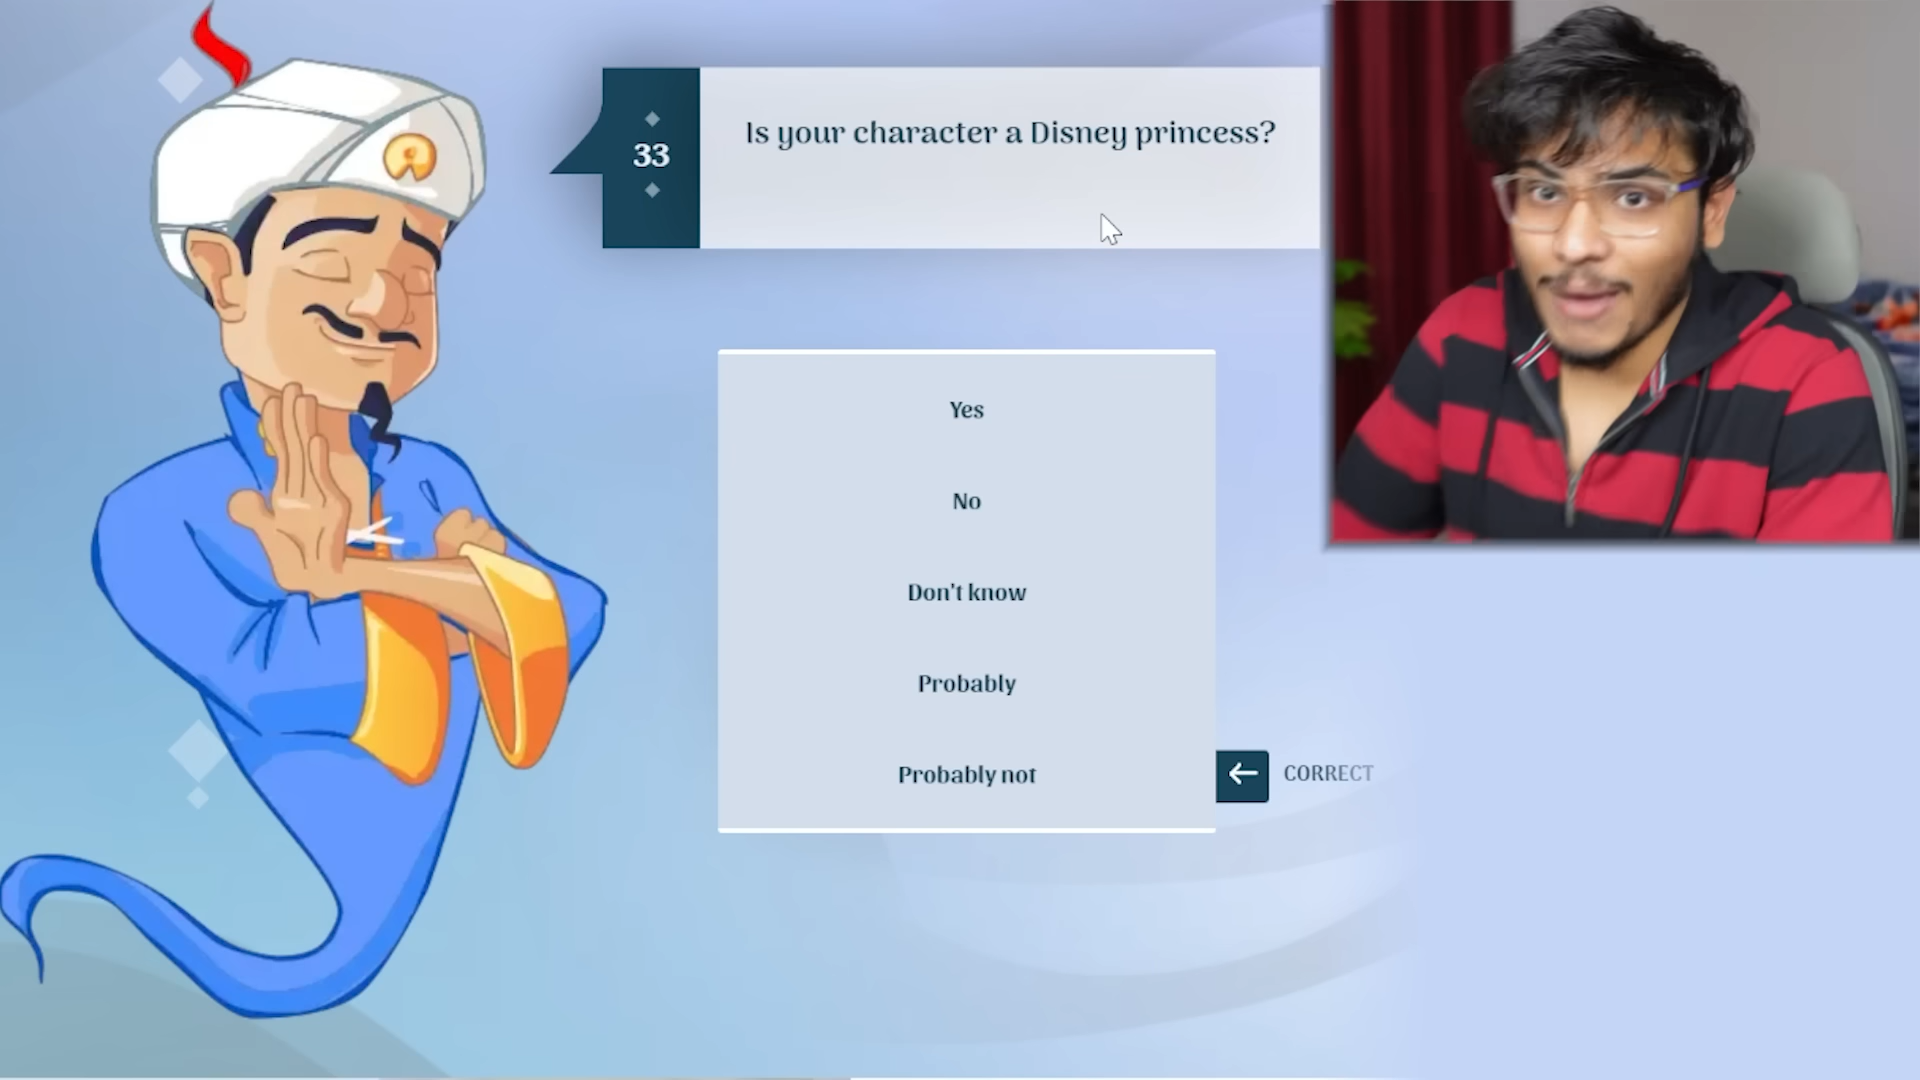 33
Is your character a Disney princess?
Yes
No
Don't know
Probably
Probably not
CORRECT